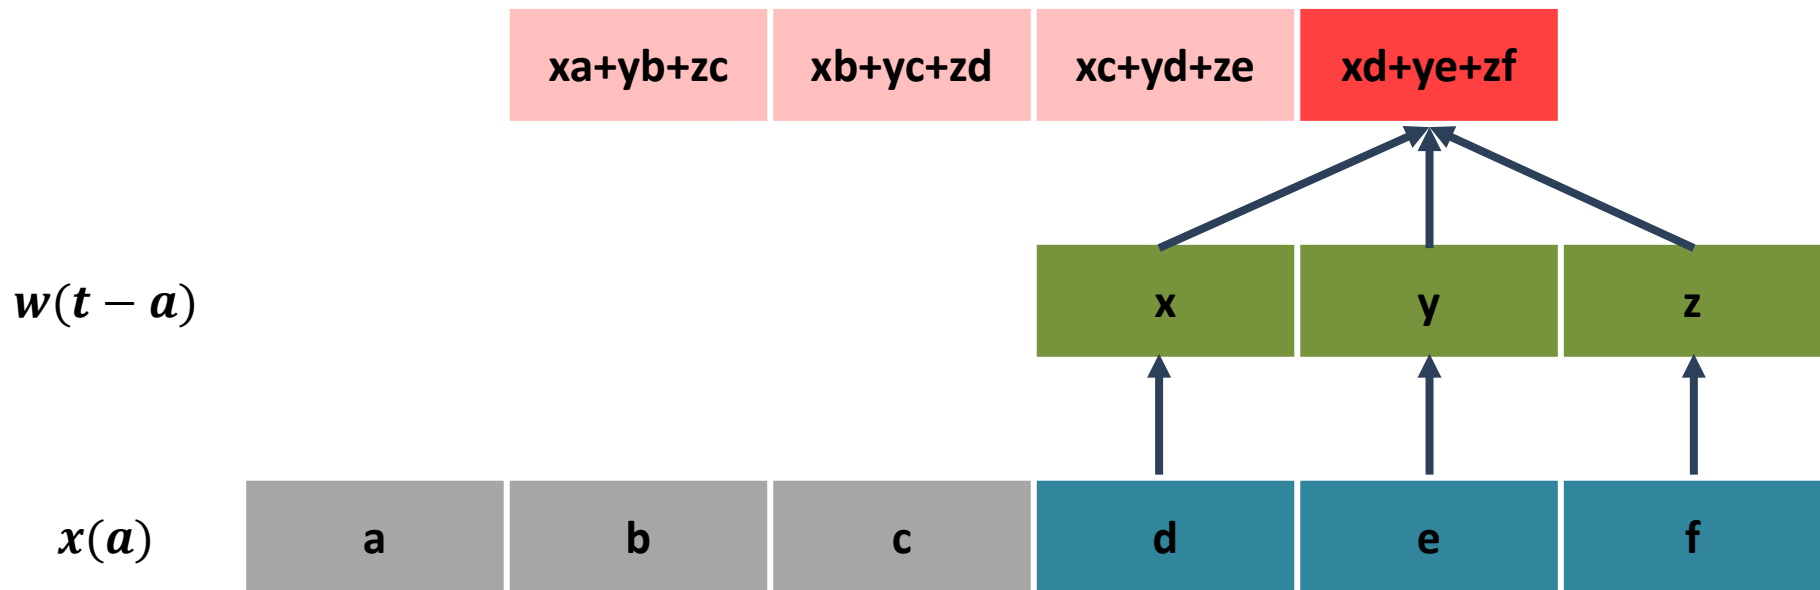 xa+yb+zc xb+yc+zd xc+yd+ze xd+ye+zf
w(t − a) x y z
x(a) a b c d e f